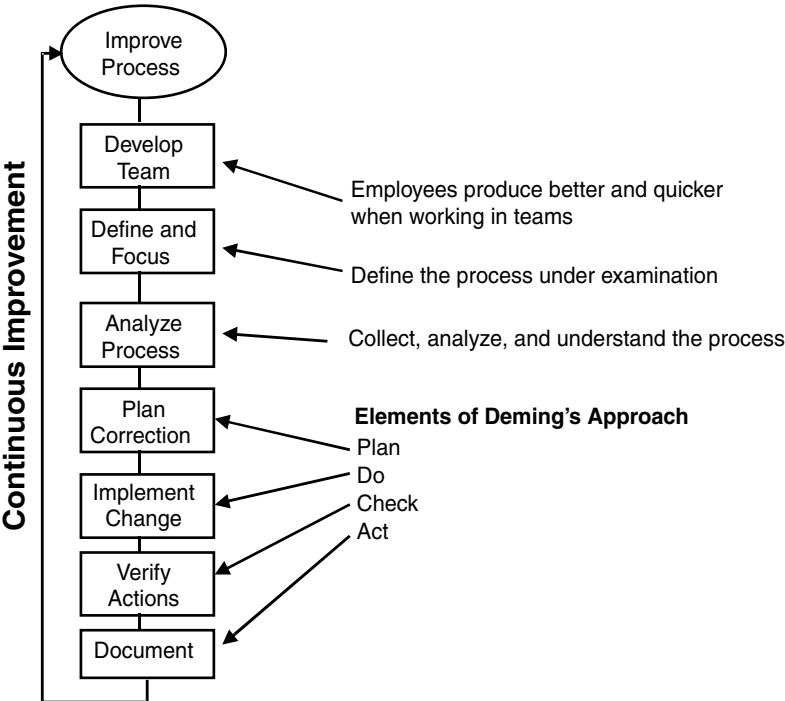 Continuous Improvement
Improve
Process
Develop
Team
Employees produce better and quicker
when working in teams
Define and
Focus
Define the process under examination
Analyze
Process
Collect, analyze, and understand the process
Plan
Correction
Elements of Deming’s Approach
Plan
Do
Check
Act
Implement
Change
Verify
Actions
Document